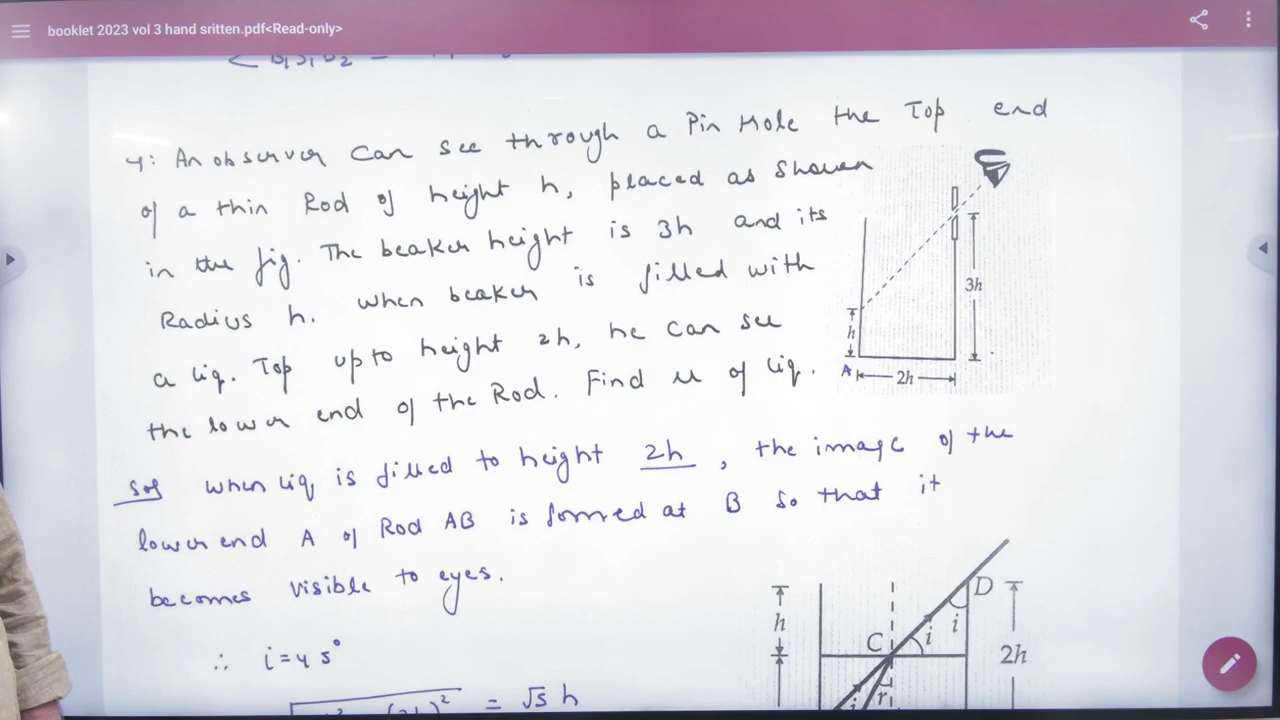 booklet 2023 vol 3 hand sritten.pdf<Read-only>
4: An observer can see through a Pin Hole the Top end
of a thin Rod of height h, placed as shown
in the fig. The beaker height is 3h and its
Radius h. When beaker is filled with
a liq. Top up to height 2h, he can see
the lower end of the Rod. Find μ of liq.
3h
h
A
2h
Sol When liq is filled to height 2h, the image of the
lower end A of Rod AB is formed at B so that it
becomes visible to eyes.
∴ i = 45°
= √5 h
h
C
D
i
i
r
2h